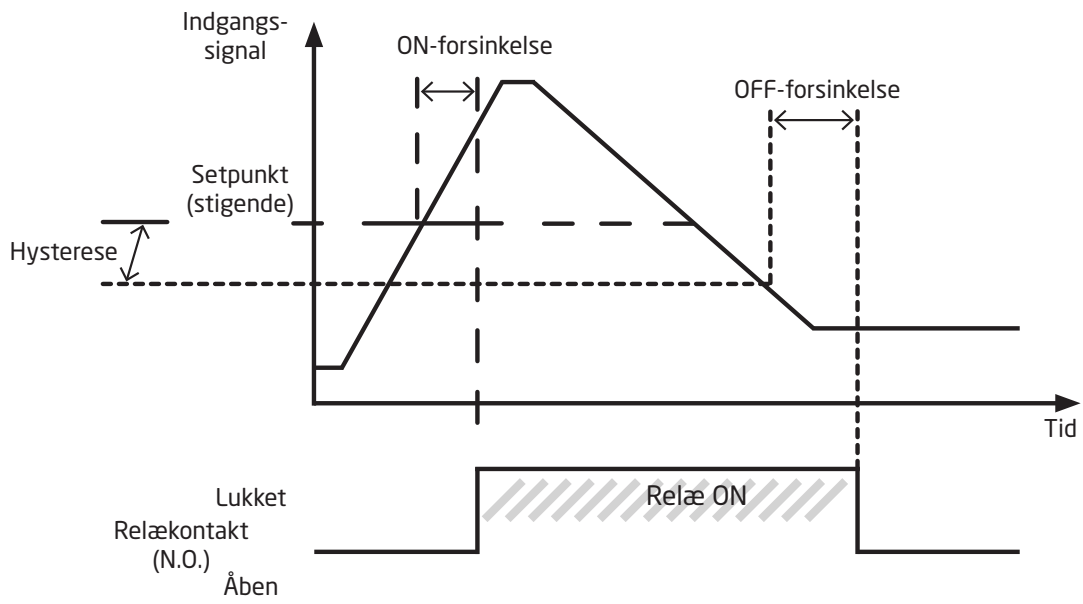 Indgangs-
signal
ON-forsinkelse
OFF-forsinkelse
Setpunkt
(stigende)
Hysterese
Tid
Lukket
Relæ ON
Relækontakt
(N.O.)
Åben